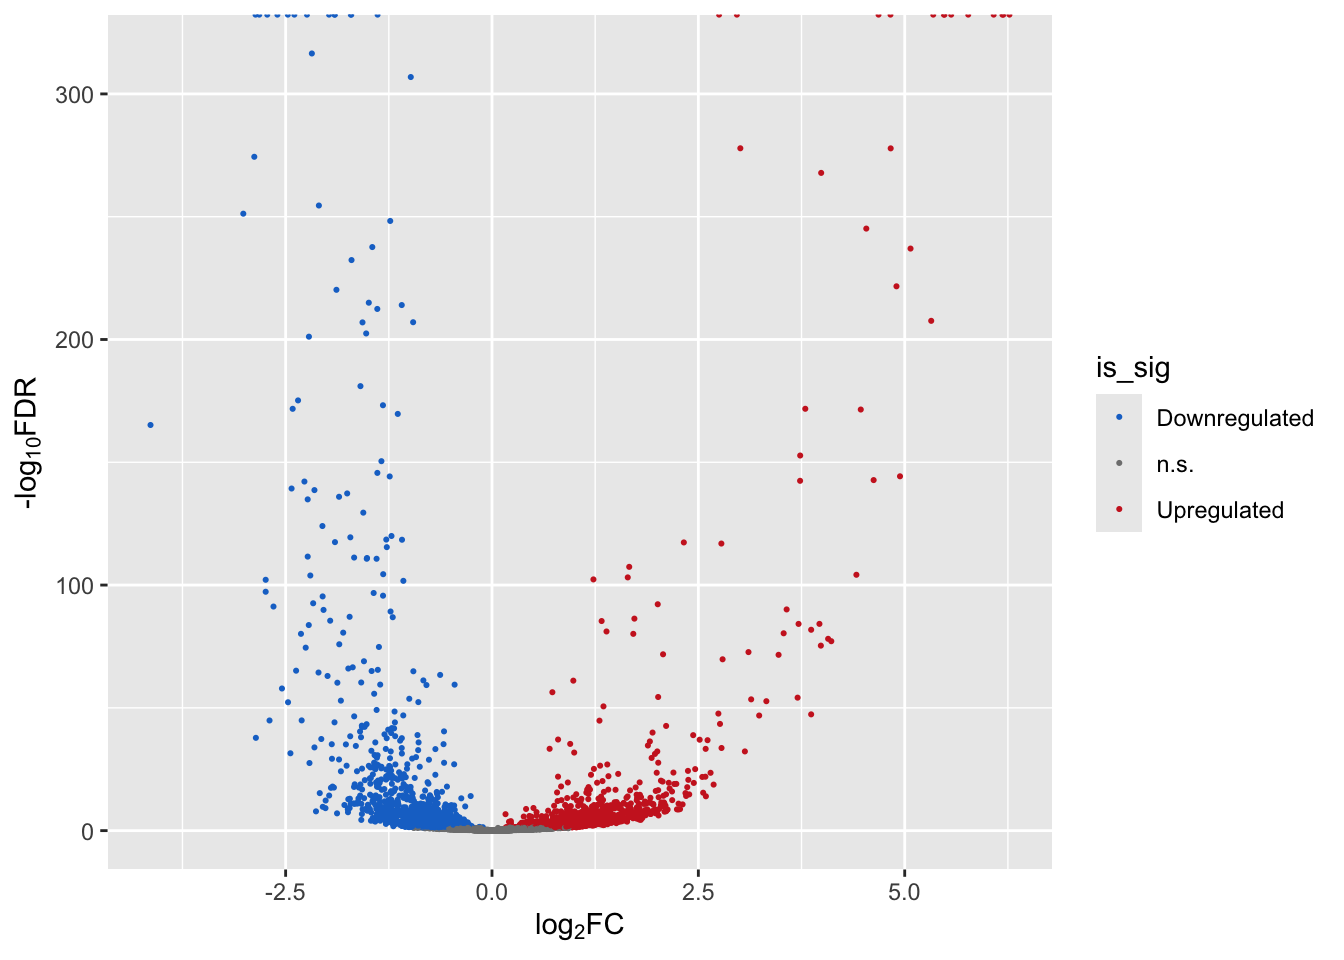 300
200
100
0
-2.5
0.0
2.5
5.0
log₂FC
-log₁₀FDR
is_sig
Downregulated
n.s.
Upregulated